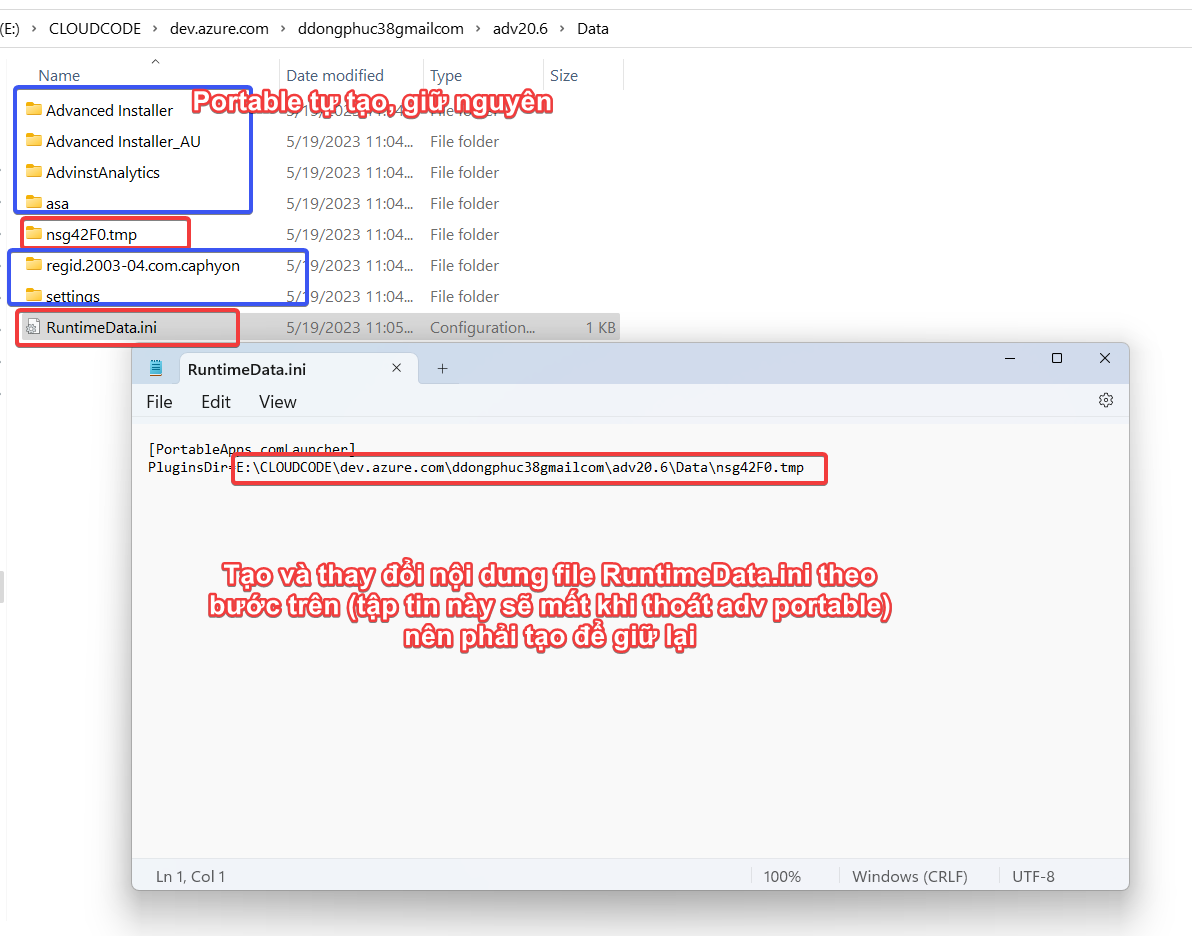 (E:) > CLOUDCODE > dev.azure.com > ddongphuc38gmailcom > adv20.6 > Data
Name Date modified Type Size
Portable tự tạo, giữ nguyên
Advanced Installer 5/19/2023 11:04... File folder
Advanced Installer_AU 5/19/2023 11:04... File folder
AdvinstAnalytics 5/19/2023 11:04... File folder
asa 5/19/2023 11:04... File folder
nsg42F0.tmp 5/19/2023 11:04... File folder
regid.2003-04.com.caphyon 5/19/2023 11:04... File folder
settings 5/19/2023 11:04... File folder
RuntimeData.ini 5/19/2023 11:05... Configuration... 1 KB
RuntimeData.ini
File Edit View
[PortableApps.comLauncher]
PluginsDir=E:\CLOUDCODE\dev.azure.com\ddongphuc38gmailcom\adv20.6\Data\nsg42F0.tmp
Tạo và thay đổi nội dung file RuntimeData.ini theo
bước trên (tập tin này sẽ mất khi thoát adv portable)
nên phải tạo để giữ lại
Ln 1, Col 1 100% Windows (CRLF) UTF-8